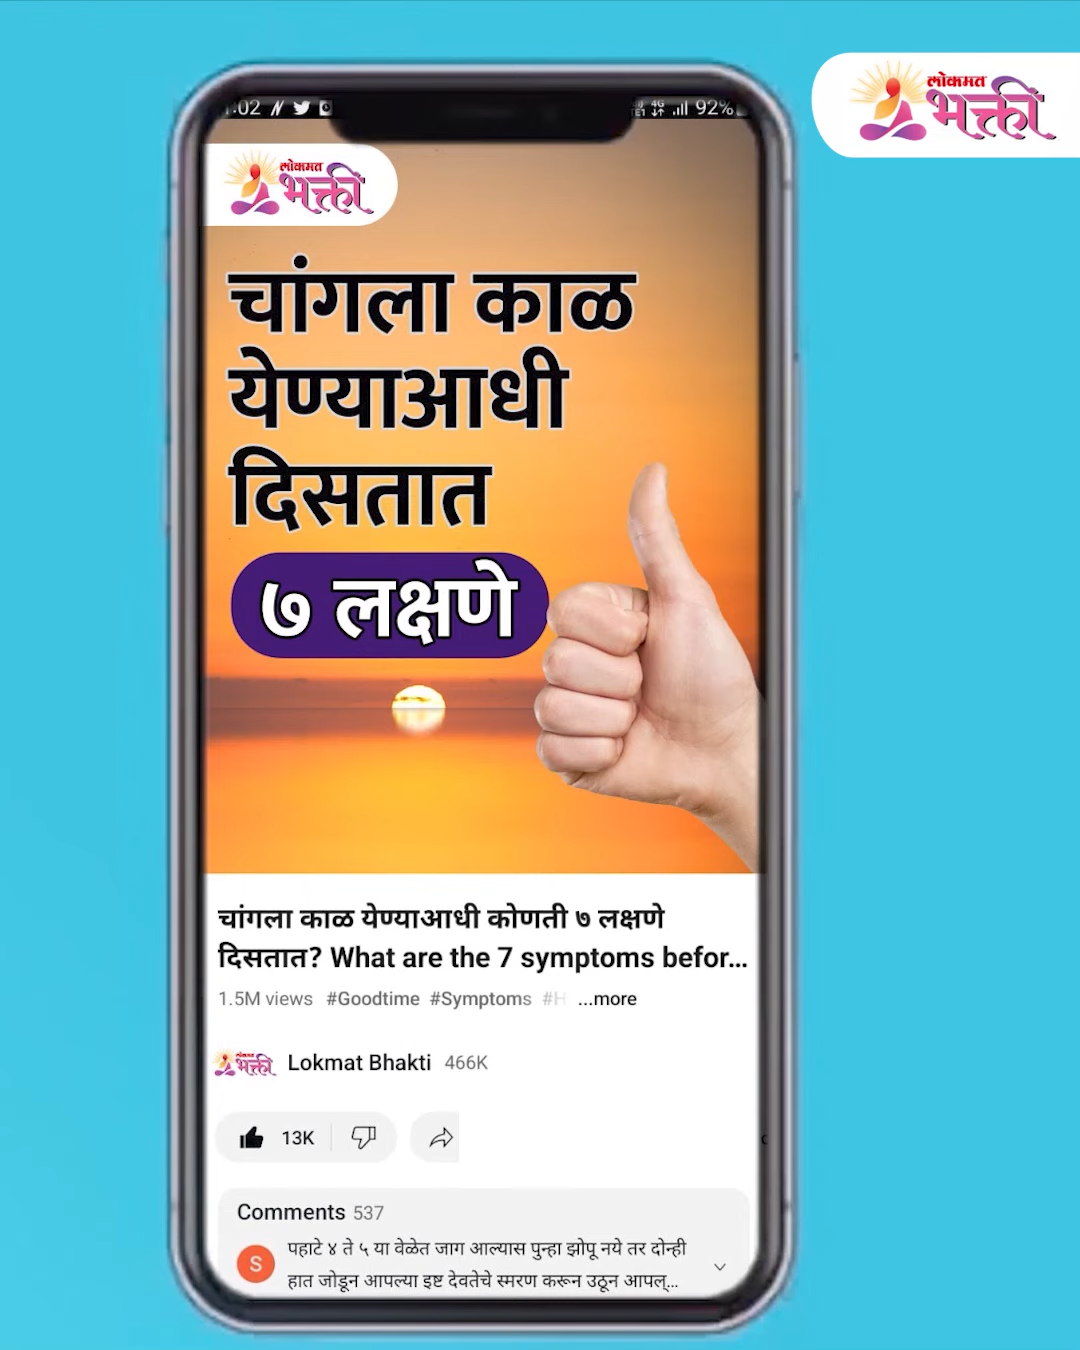 लोकमत
भक्ती
:02 92%
4G
लोकमत
भक्ती
चांगला काळ
येण्याआधी
दिसतात
७ लक्षणे
चांगला काळ येण्याआधी कोणती ७ लक्षणे
दिसतात? What are the 7 symptoms befor...
1.5M views #Goodtime #Symptoms #H ...more
भक्ती Lokmat Bhakti 466K
13K
Comments 537
S
पहाटे ४ ते ५ या वेळेत जाग आल्यास पुन्हा झोपू नये तर दोन्ही
हात जोडून आपल्या इष्ट देवतेचे स्मरण करून उठून आपल्...